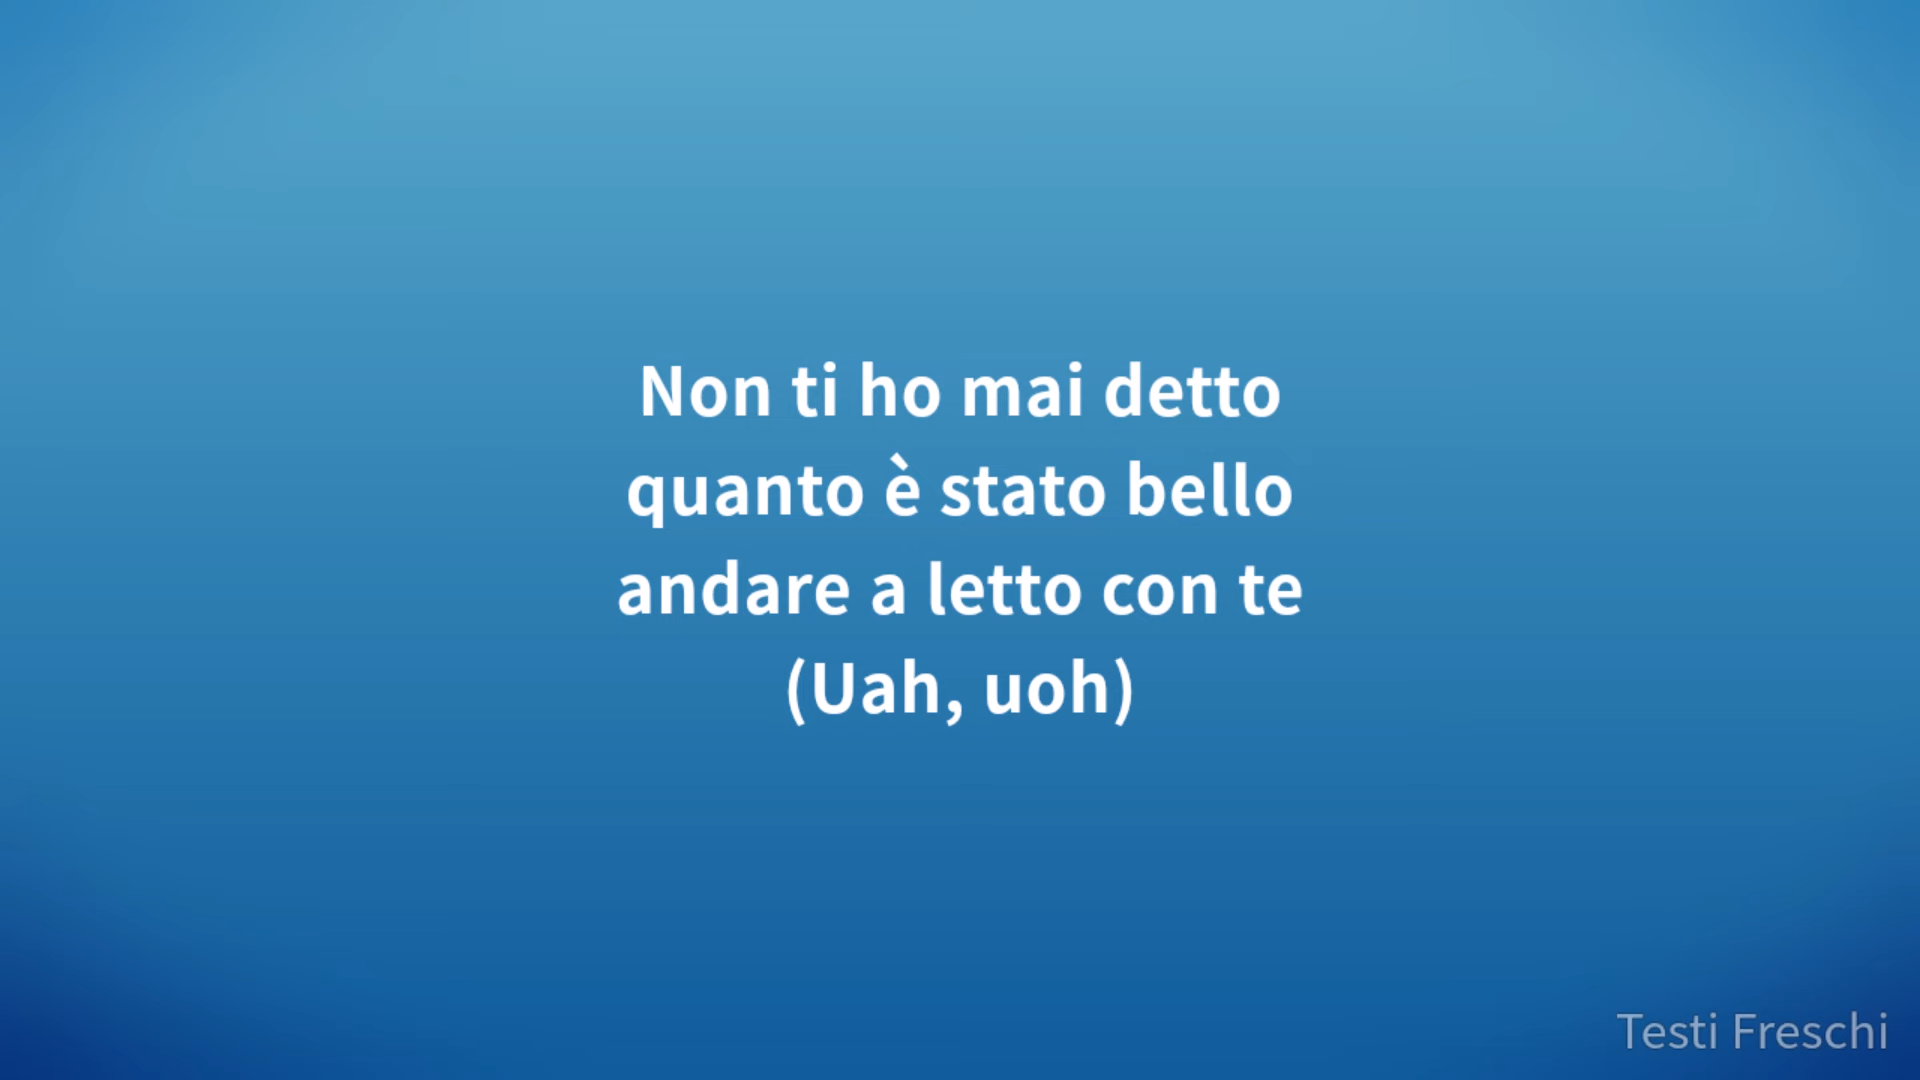 Non ti ho mai detto
quanto è stato bello
andare a letto con te
(Uah, uoh)
Testi Freschi